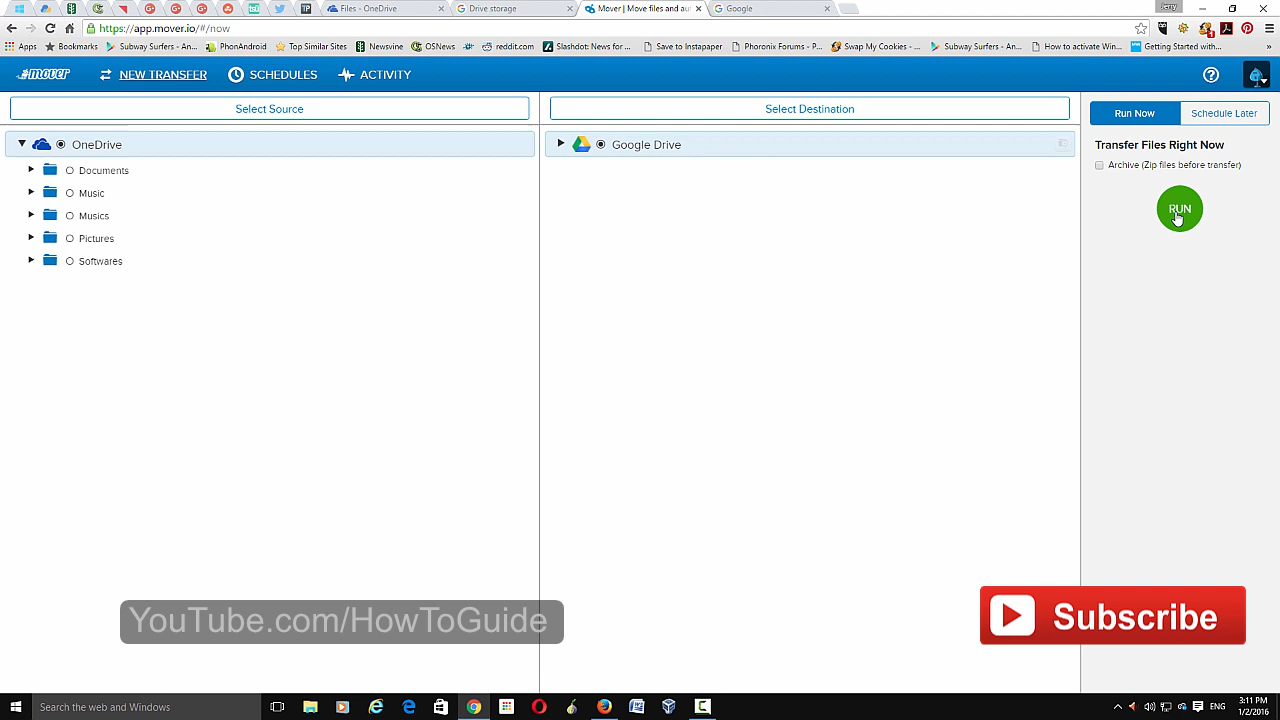 Files - OneDrive
Drive storage
Mover | Move files and au
Google
https://app.mover.io/#/now
Apps
Bookmarks
Subway Surfers - An...
PhonAndroid
Top Similar Sites
Newsvine
OSNews
reddit.com
Slashdot: News for ...
Save to Instapaper
Phoronix Forums - P...
Swap My Cookies - ...
Subway Surfers - An...
How to activate Win...
Getting Started with...
mover
NEW TRANSFER
SCHEDULES
ACTIVITY
Select Source
Select Destination
Run Now
Schedule Later
OneDrive
Google Drive
Transfer Files Right Now
Archive (Zip files before transfer)
Documents
Music
Musics
Pictures
Softwares
RUN
YouTube.com/HowToGuide
Subscribe
Search the web and Windows
ENG
3:11 PM
1/2/2016